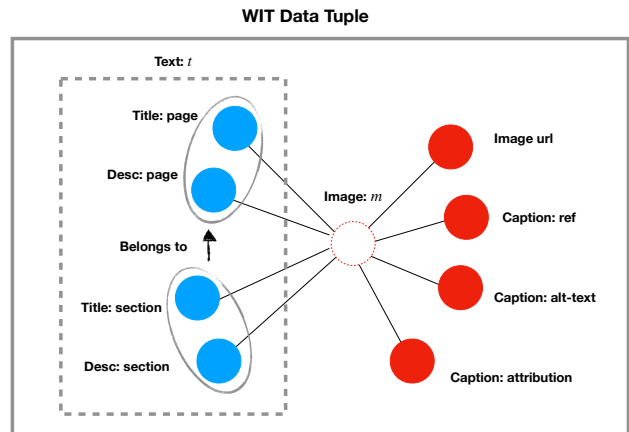 WIT Data Tuple
Text: t
Title: page
Desc: page
Belongs to
Title: section
Desc: section
Image: m
Image url
Caption: ref
Caption: alt-text
Caption: attribution